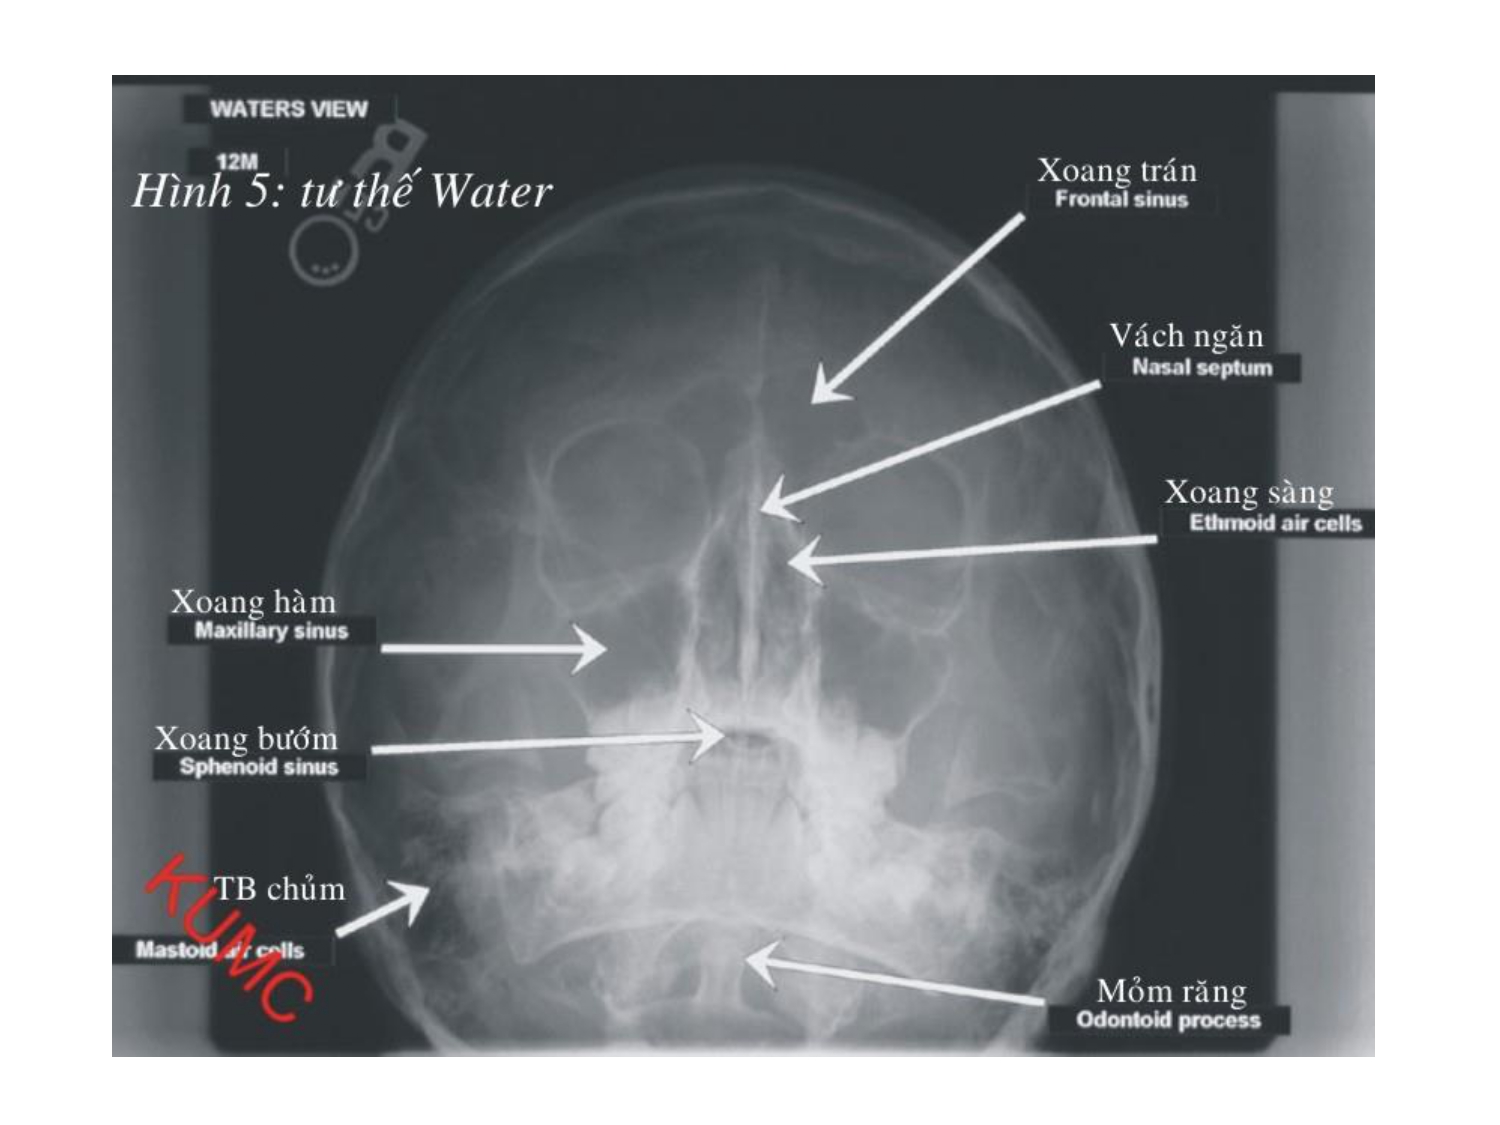 WATERS VIEW
12M
Hình 5: tư thế Water
Xoang trán
Frontal sinus
Vách ngăn
Nasal septum
Xoang sàng
Ethmoid air cells
Xoang hàm
Maxillary sinus
Xoang bướm
Sphenoid sinus
TB chủm
Mastoid air cells
KUMC
Mỏm răng
Odontoid process